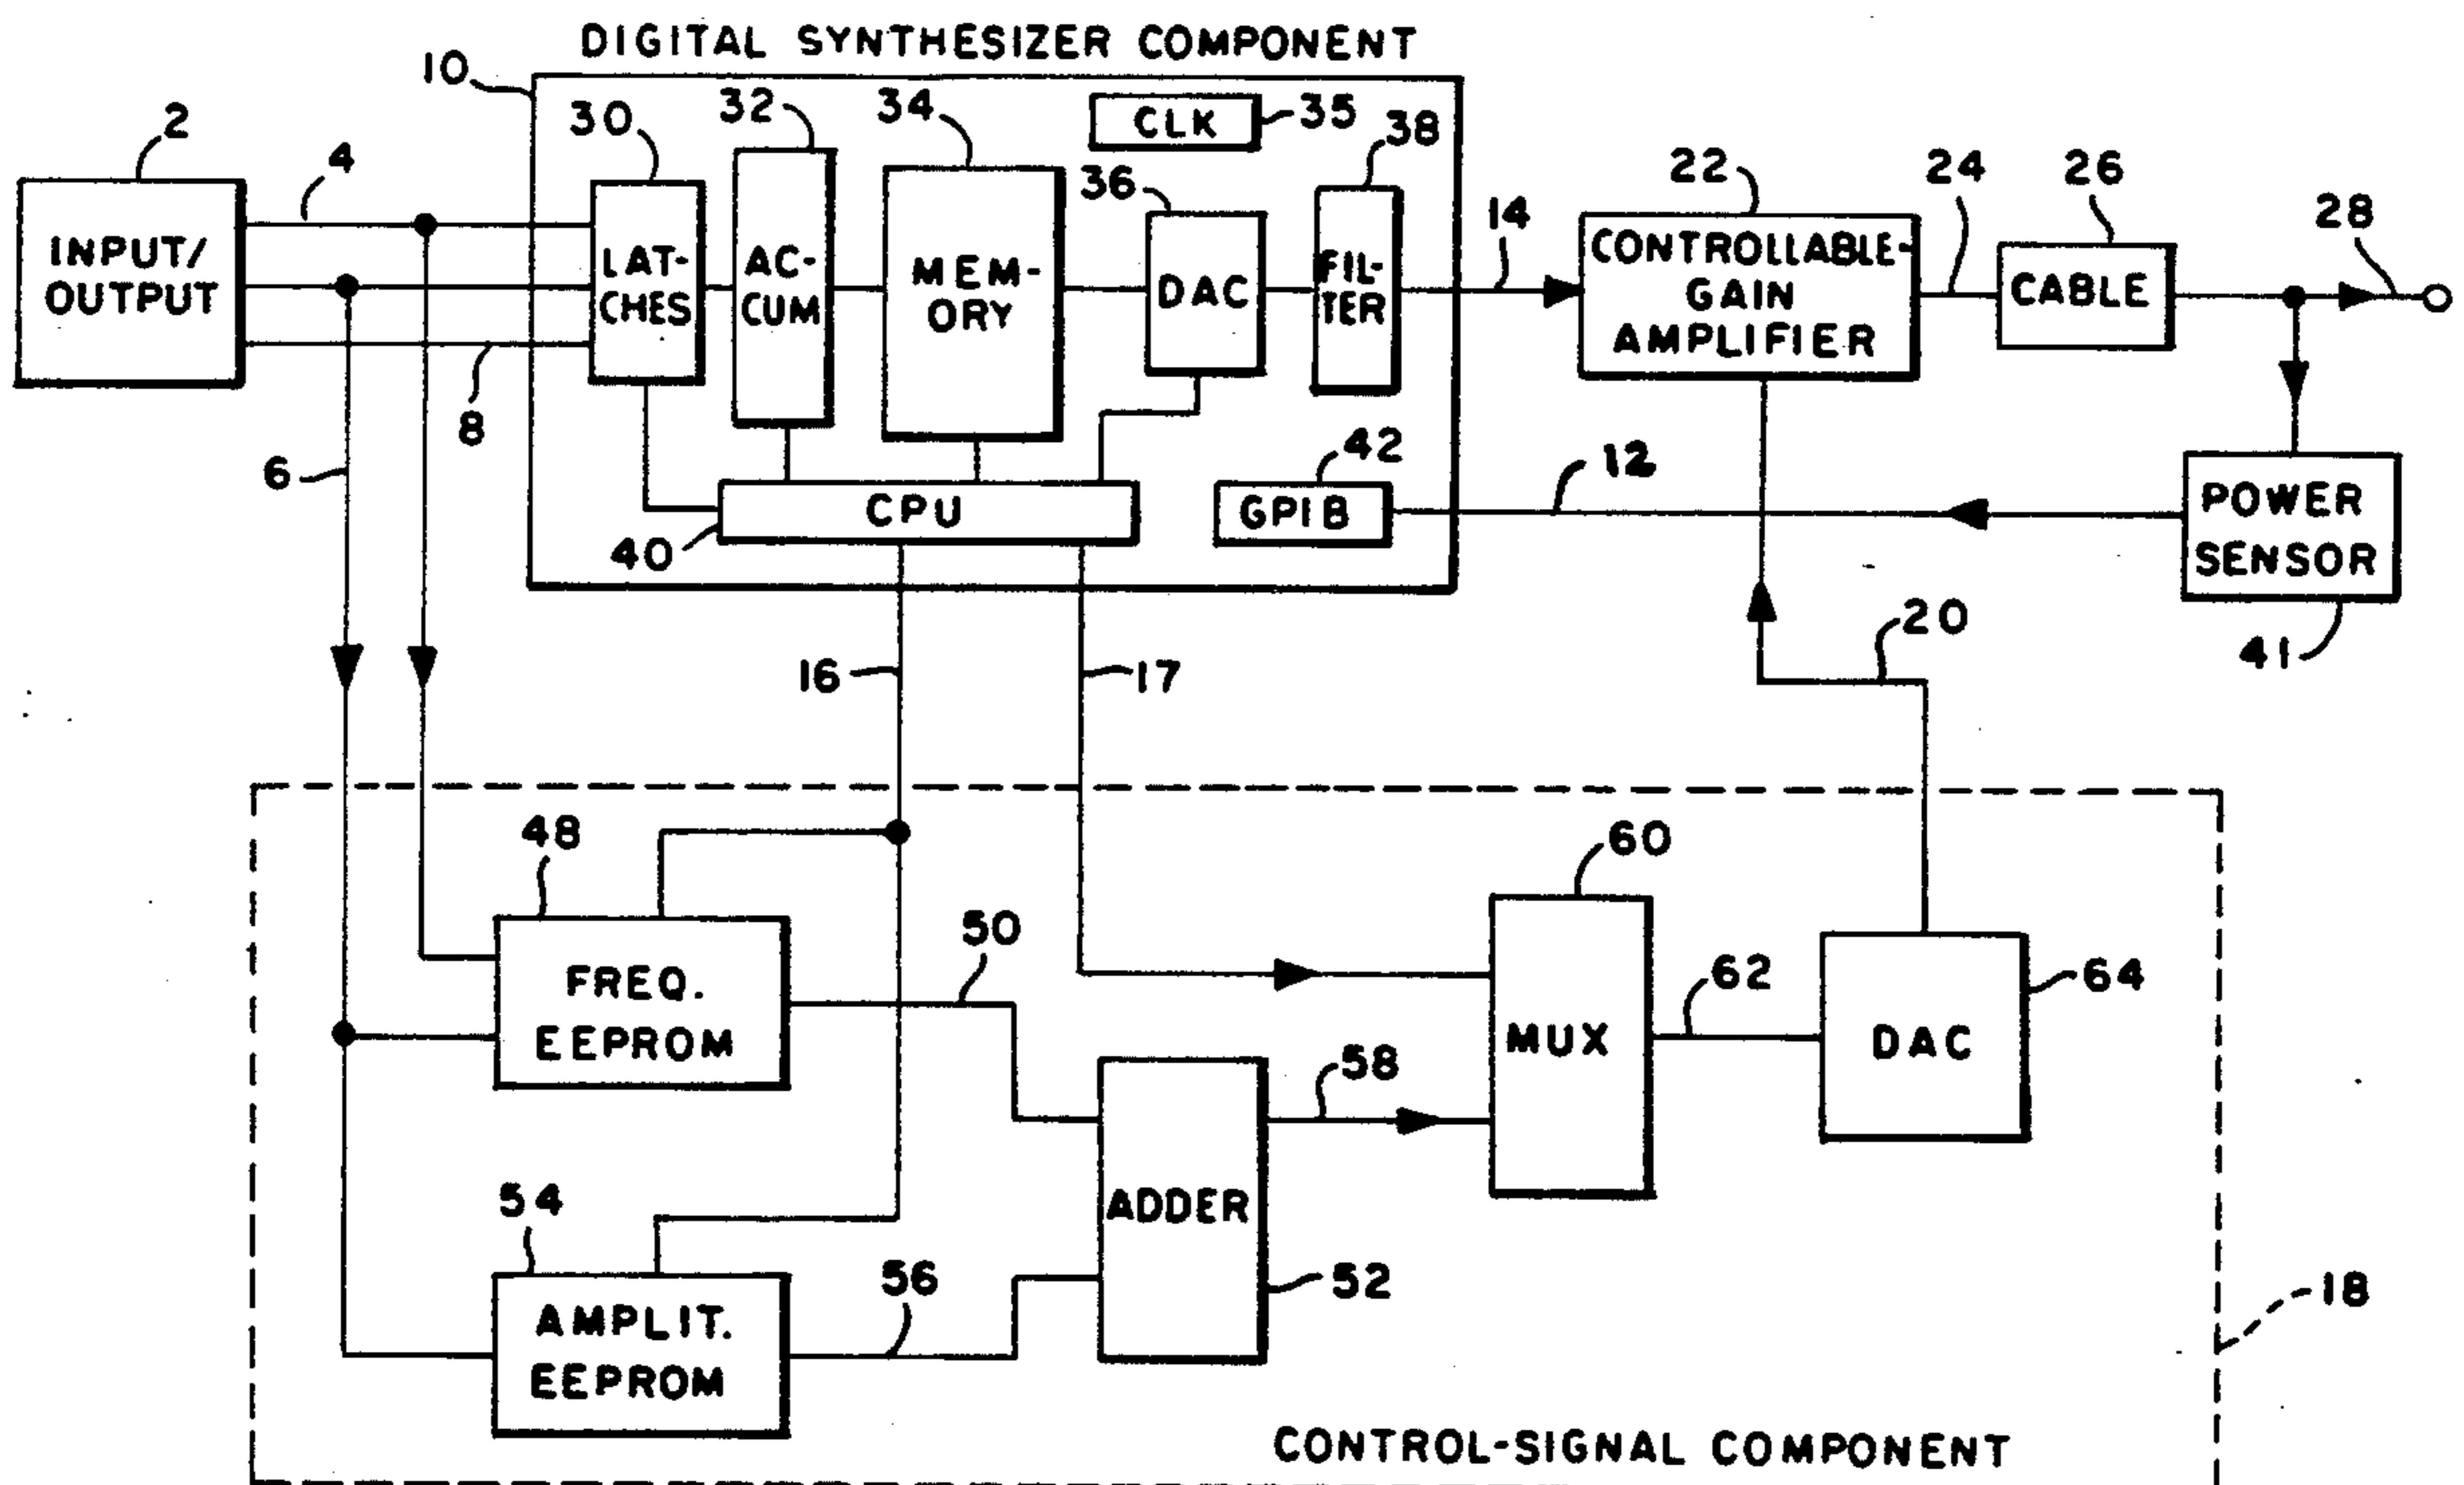 DIGITAL SYNTHESIZER COMPONENT
10
2
4
30
32
34
CLK
35
38
36
22
24
26
28
14
INPUT/
OUTPUT
LAT-
CHES
AC-
CUM
MEM-
ORY
DAC
FIL-
TER
CONTROLLABLE-
GAIN
AMPLIFIER
CABLE
8
6
42
12
CPU
GPIB
40
POWER
SENSOR
41
16
17
20
48
50
60
62
64
FREQ.
EEPROM
MUX
DAC
58
54
ADDER
56
52
18
AMPLIT.
EEPROM
CONTROL-SIGNAL COMPONENT